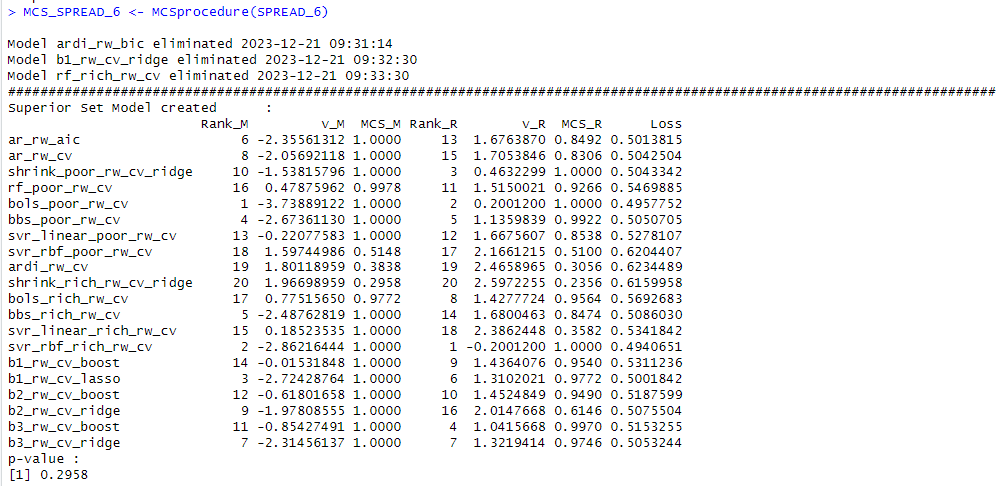 > MCS_SPREAD_6 <- MCSprocedure(SPREAD_6)
Model ardi_rw_bic eliminated 2023-12-21 09:31:14
Model b1_rw_cv_ridge eliminated 2023-12-21 09:32:30
Model rf_rich_rw_cv eliminated 2023-12-21 09:33:30
###########################################################################################################################
Superior Set Model created :
Rank_M v_M MCS_M Rank_R v_R MCS_R Loss
ar_rw_aic 6 -2.35561312 1.0000 13 1.6763870 0.8492 0.5013815
ar_rw_cv 8 -2.05692118 1.0000 15 1.7053846 0.8306 0.5042504
shrink_poor_rw_cv_ridge 10 -1.53815796 1.0000 3 0.4632299 1.0000 0.5043342
rf_poor_rw_cv 16 0.47875962 0.9978 11 1.5150021 0.9266 0.5469885
bols_poor_rw_cv 1 -3.73889122 1.0000 2 0.2001200 1.0000 0.4957752
bbs_poor_rw_cv 4 -2.67361130 1.0000 5 1.1359839 0.9922 0.5050705
svr_linear_poor_rw_cv 13 -0.22077583 1.0000 12 1.6675607 0.8538 0.5278107
svr_rbf_poor_rw_cv 18 1.59744986 0.5148 17 2.1661215 0.5100 0.6204407
ardi_rw_cv 19 1.80118959 0.3838 19 2.4658965 0.3056 0.6234489
shrink_rich_rw_cv_ridge 20 1.96698959 0.2958 20 2.5972255 0.2356 0.6159958
bols_rich_rw_cv 17 0.77515650 0.9772 8 1.4277724 0.9564 0.5692683
bbs_rich_rw_cv 5 -2.48762819 1.0000 14 1.6800463 0.8474 0.5086030
svr_linear_rich_rw_cv 15 0.18523535 1.0000 18 2.3862448 0.3582 0.5341842
svr_rbf_rich_rw_cv 2 -2.86216444 1.0000 1 -0.2001200 1.0000 0.4940651
b1_rw_cv_boost 14 -0.01531848 1.0000 9 1.4364076 0.9540 0.5311236
b1_rw_cv_lasso 3 -2.72428764 1.0000 6 1.3102021 0.9772 0.5001842
b2_rw_cv_boost 12 -0.61801658 1.0000 10 1.4524849 0.9490 0.5187599
b2_rw_cv_ridge 9 -1.97808555 1.0000 16 2.0147668 0.6146 0.5075504
b3_rw_cv_boost 11 -0.85427491 1.0000 4 1.0415668 0.9970 0.5153255
b3_rw_cv_ridge 7 -2.31456137 1.0000 7 1.3219414 0.9746 0.5053244
p-value :
[1] 0.2958